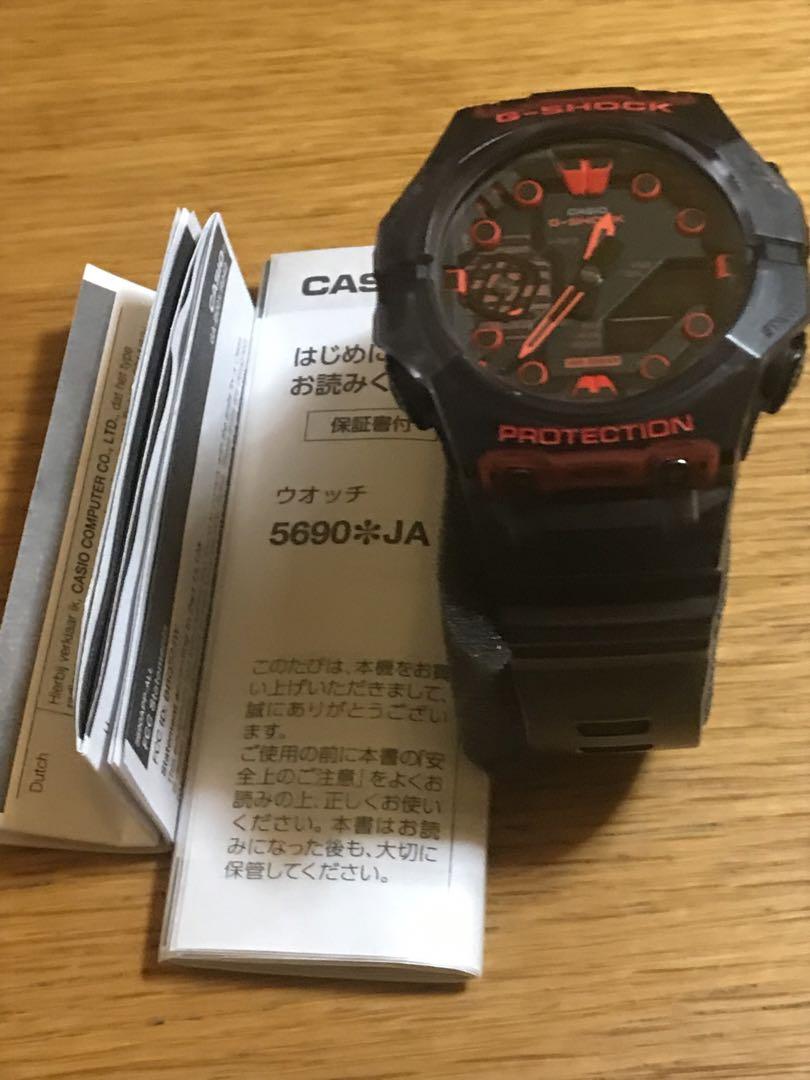 G-SHOCK
CASIO
G-SHOCK
PROTECTION
CAS
はじめに
お読みく
保証書付
ウオッチ
5690✻JA
このたびは、本機をお買
い上げいただきまして、
誠にありがとうござい
ます。
ご使用の前に本書の「安
全上のご注意」をよくお
読みの上、正しくお使い
ください。本書はお読
みになった後も、大切に
保管してください。
Dutch
Hierbij verklaar ik, CASIO COMPUTER CO., LTD., dat het type
CASIO
FCC Statement